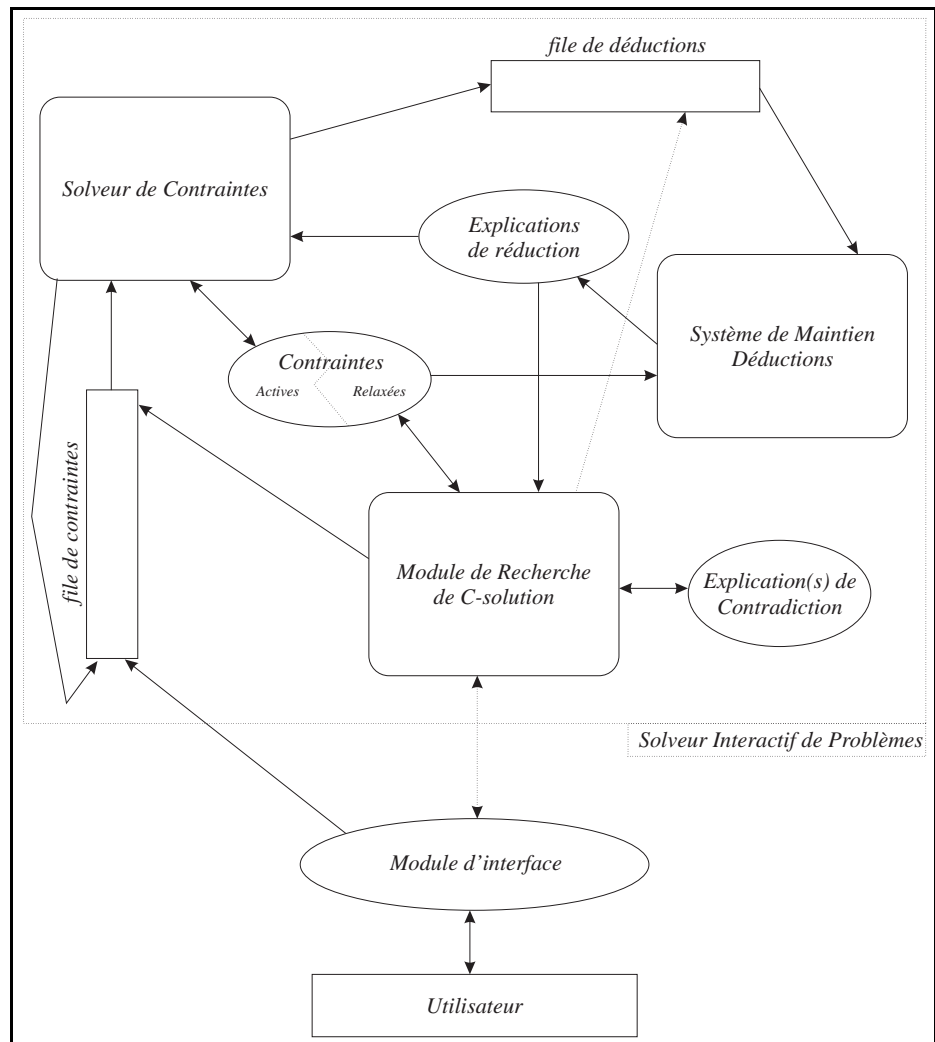 file de déductions
Solveur de Contraintes
Explications
de réduction
Système de Maintien
Déductions
Contraintes
Actives Relaxées
file de contraintes
Module de Recherche
de C-solution
Explication(s) de
Contradiction
Solveur Interactif de Problèmes
Module d'interface
Utilisateur